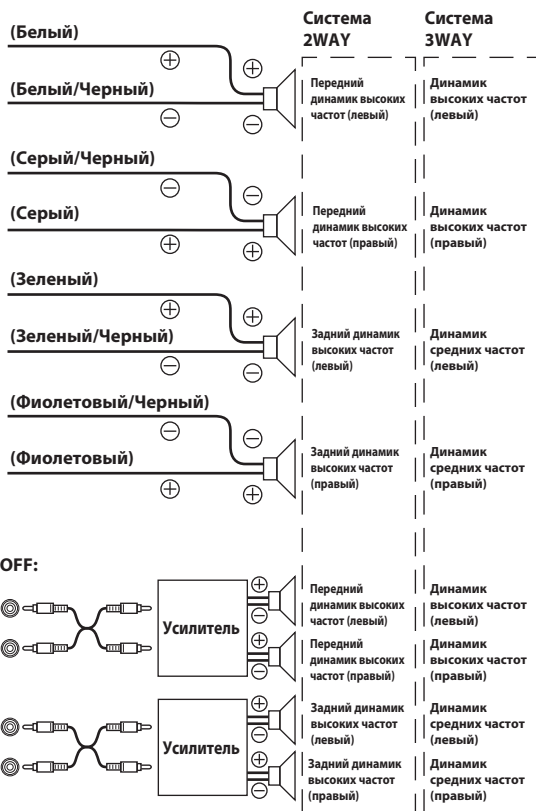 Система
2WAY
Система
3WAY
(Белый)
(Белый/Черный)
Передний
динамик высоких
частот (левый)
Динамик
высоких частот
(левый)
(Серый/Черный)
(Серый)
Передний
динамик высоких
частот (правый)
Динамик
высоких частот
(правый)
(Зеленый)
(Зеленый/Черный)
Задний динамик
высоких частот
(левый)
Динамик
средних частот
(левый)
(Фиолетовый/Черный)
(Фиолетовый)
Задний динамик
высоких частот
(правый)
Динамик
средних частот
(правый)
OFF:
Усилитель
Передний
динамик высоких
частот (левый)
Динамик
высоких частот
(левый)
Передний
динамик высоких
частот (правый)
Динамик
высоких частот
(правый)
Усилитель
Задний динамик
высоких частот
(левый)
Динамик
средних частот
(левый)
Задний динамик
высоких частот
(правый)
Динамик
средних частот
(правый)